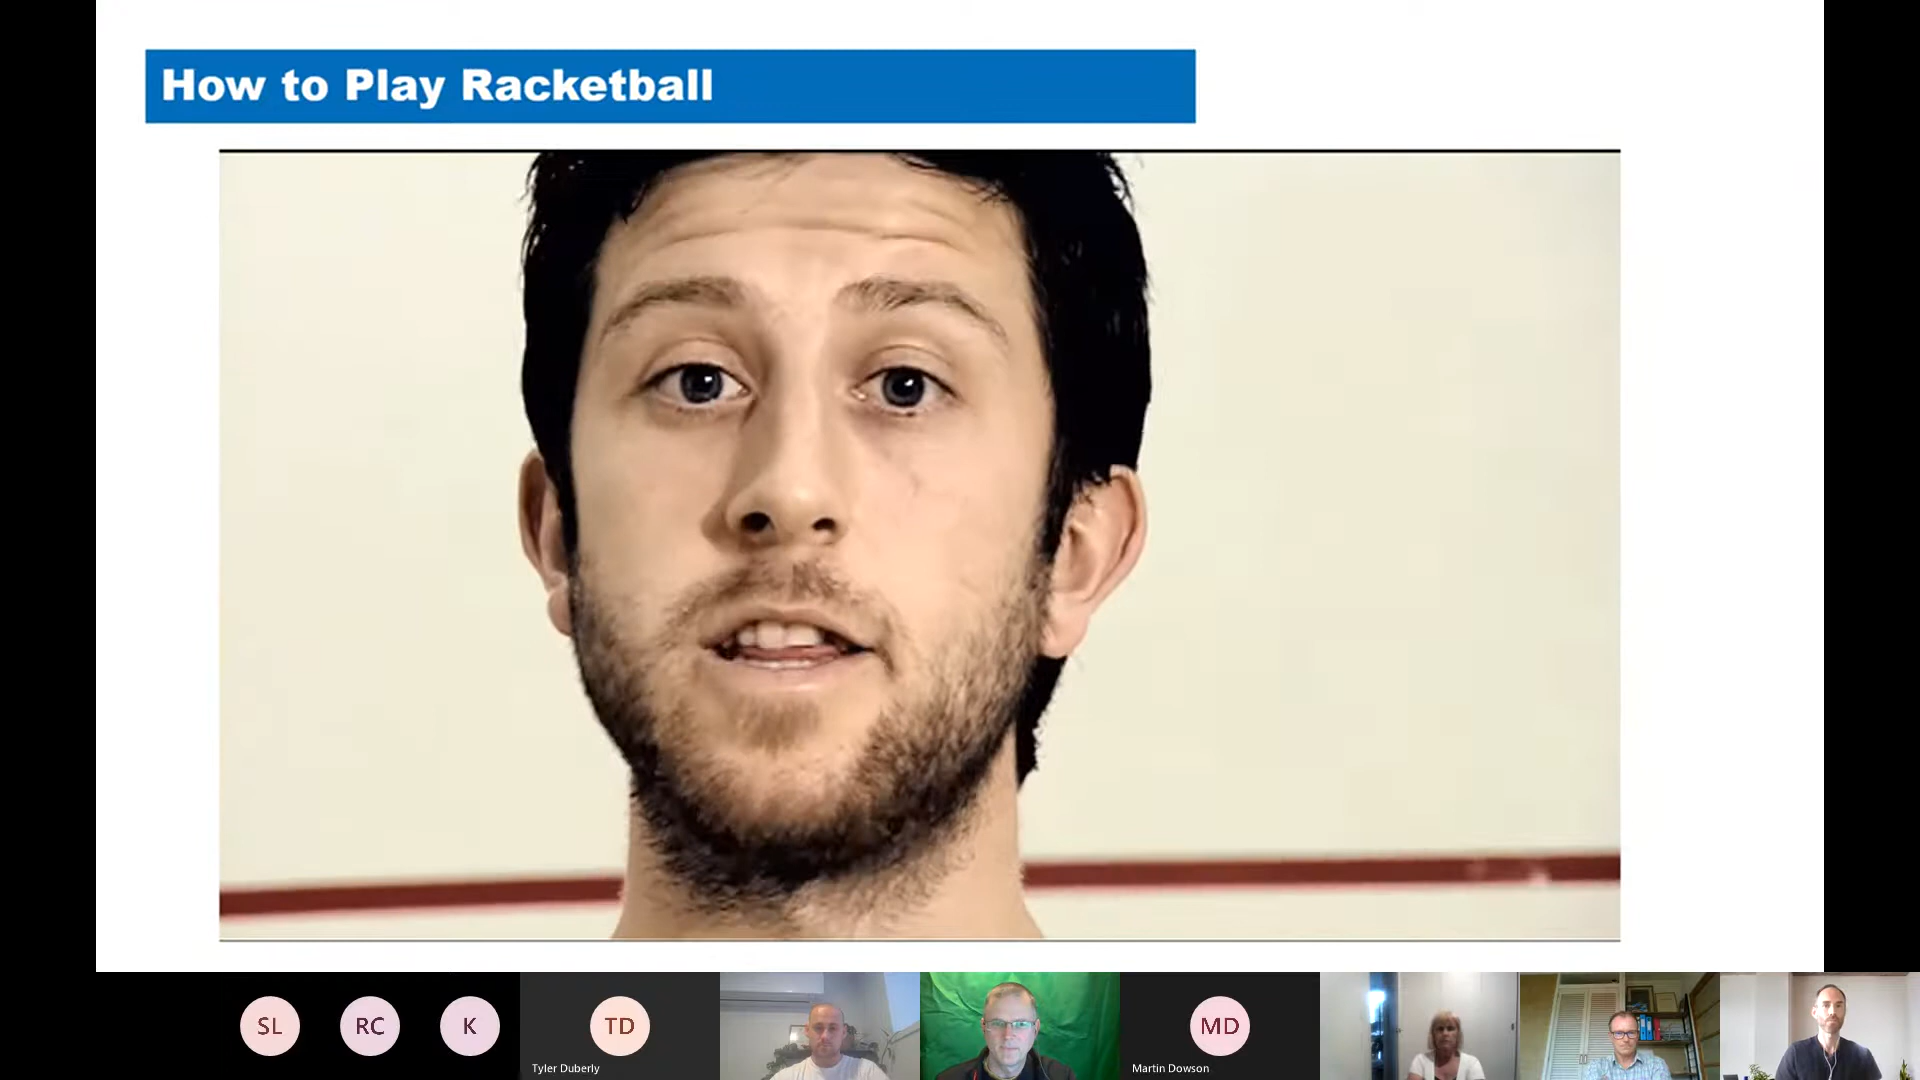 How to Play Racketball
SL
RC
K
TD
MD
Tyler Duberly
Martin Dowson